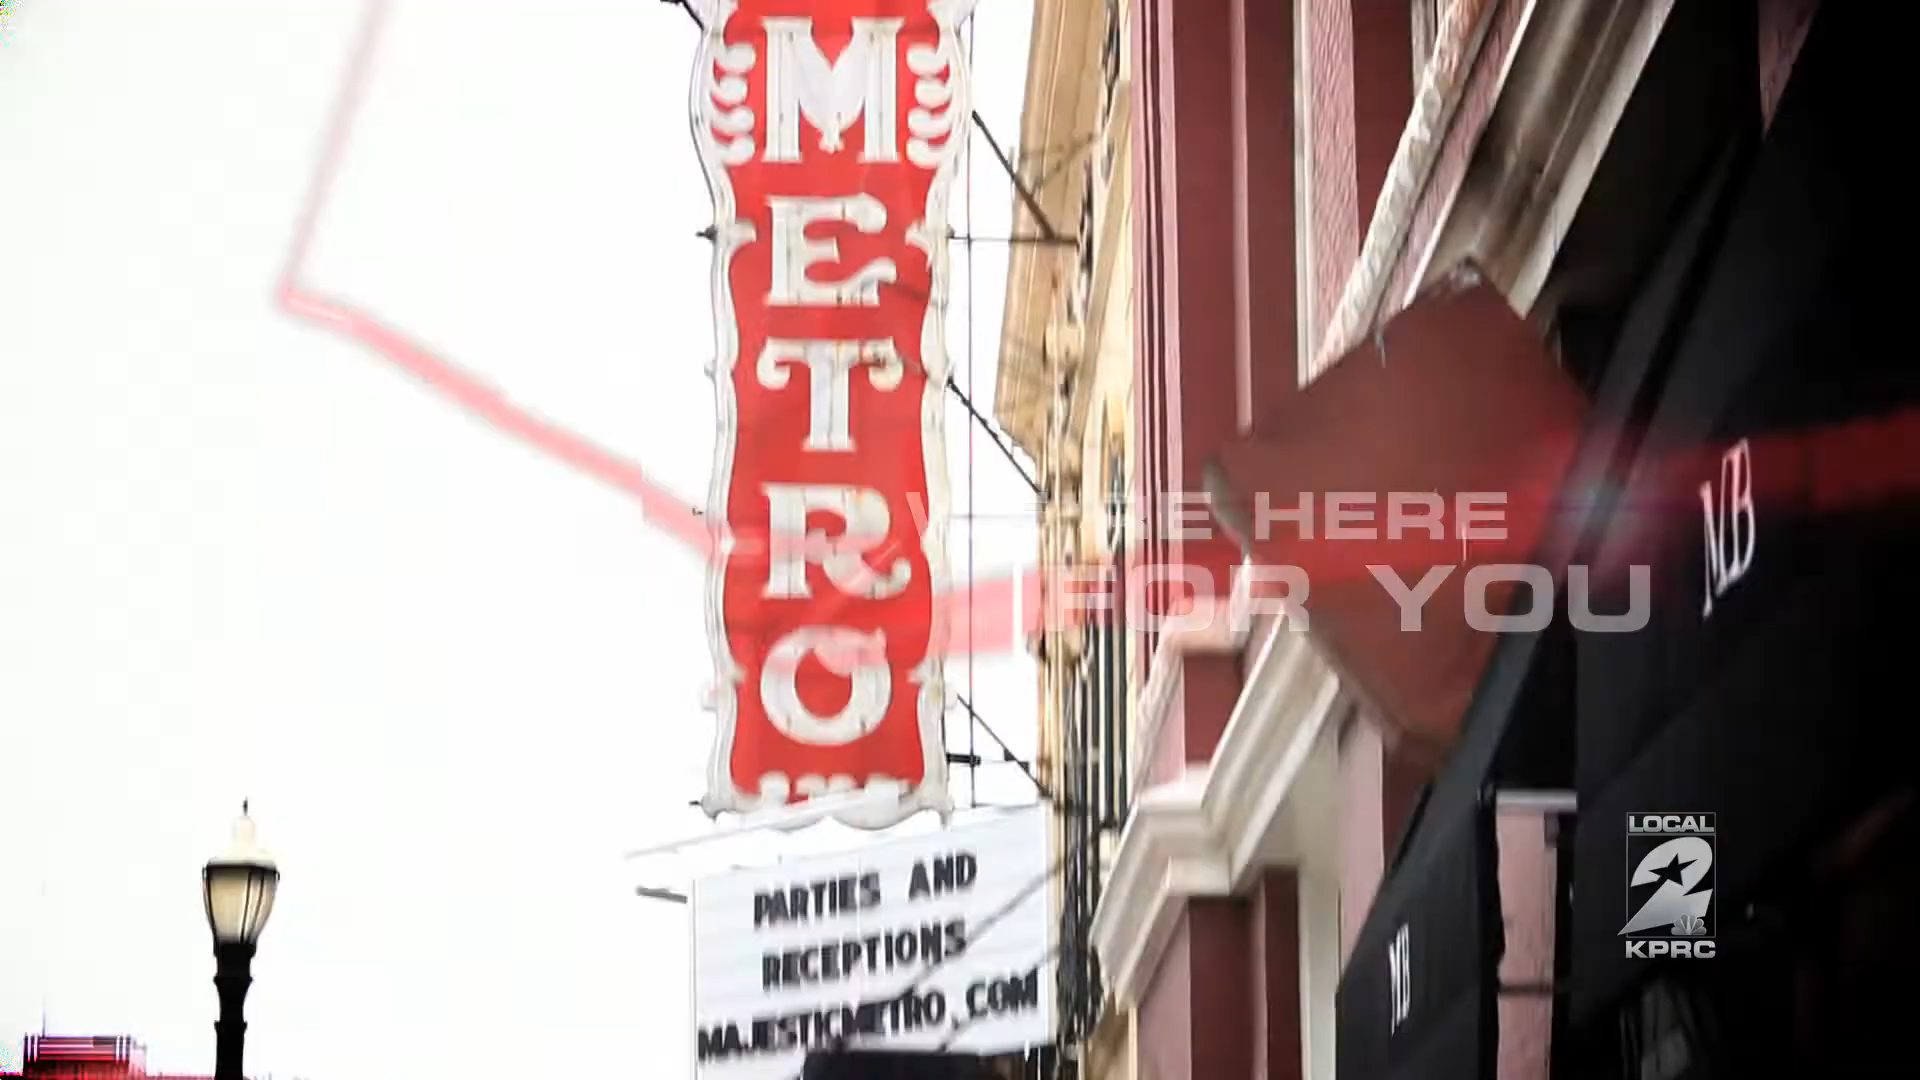 METRO
WE'RE HERE
FOR YOU
MB
PARTIES AND
RECEPTIONS
MAJESTICMETRO.COM
MB
LOCAL
2
KPRC